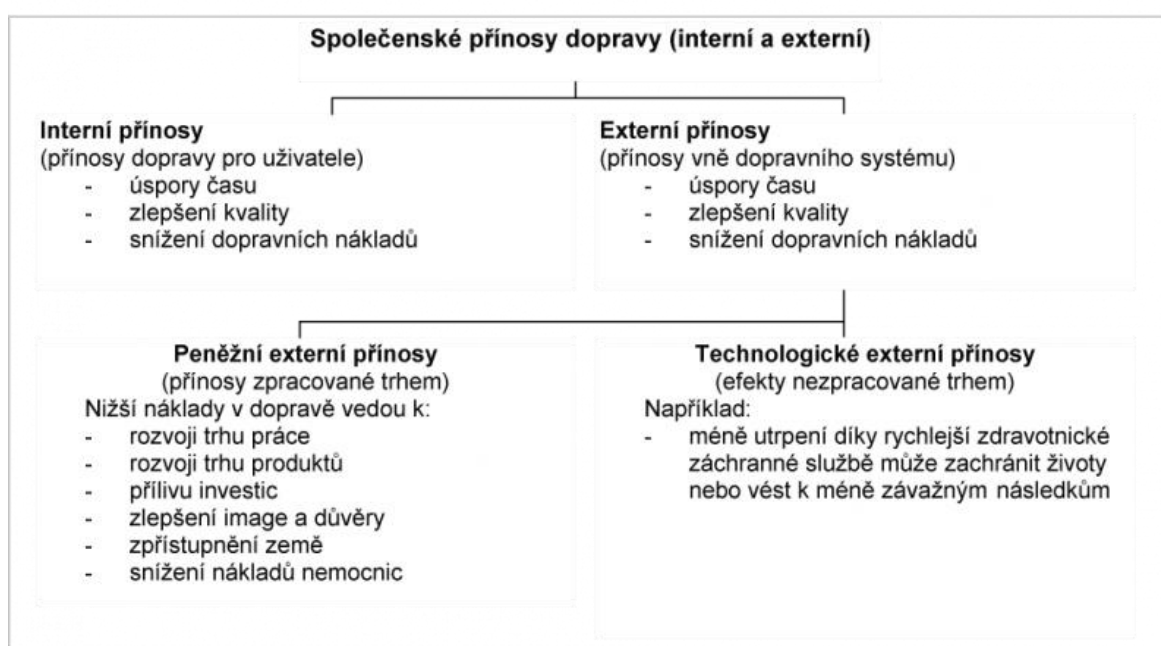 Společenské přínosy dopravy (interní a externí)
Interní přínosy
(přínosy dopravy pro uživatele)
- úspory času
- zlepšení kvality
- snížení dopravních nákladů
Externí přínosy
(přínosy vně dopravního systému)
- úspory času
- zlepšení kvality
- snížení dopravních nákladů
Peněžní externí přínosy
(přínosy zpracované trhem)
Nižší náklady v dopravě vedou k:
- rozvoji trhu práce
- rozvoji trhu produktů
- přílivu investic
- zlepšení image a důvěry
- zpřístupnění země
- snížení nákladů nemocnic
Technologické externí přínosy
(efekty nezpracované trhem)
Například:
- méně utrpení díky rychlejší zdravotnické
záchranné službě může zachránit životy
nebo vést k méně závažným následkům